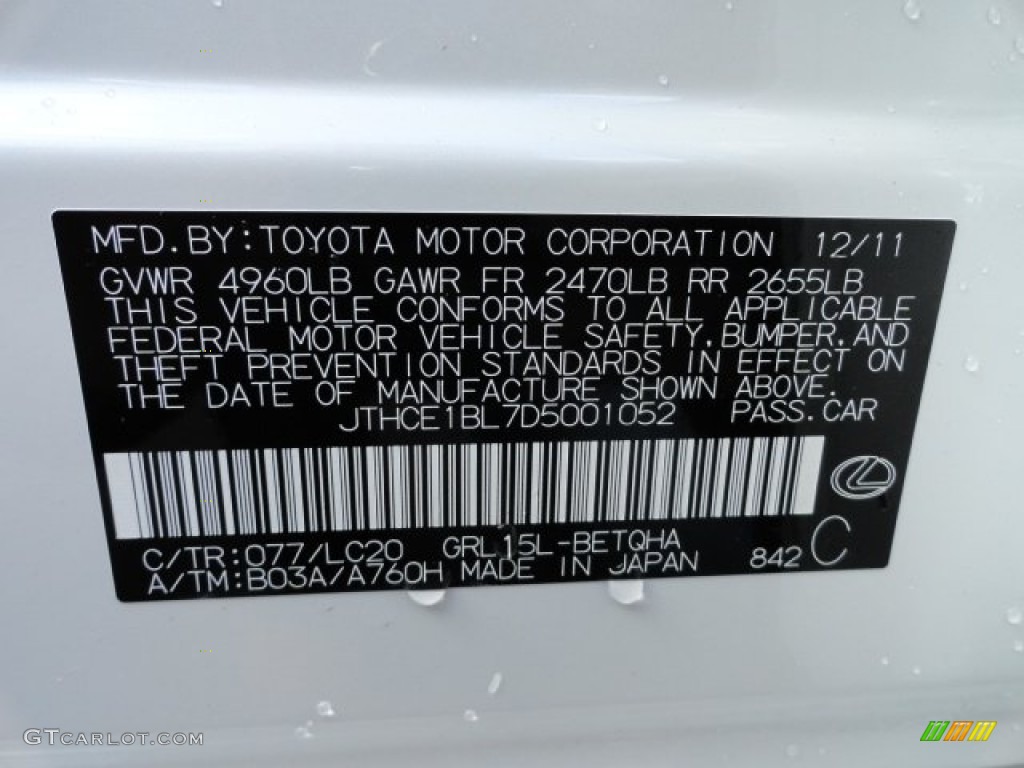 MFD.BY:TOYOTA MOTOR CORPORATION 12/11
GVWR 4960LB GAWR FR 2470LB RR 2655LB
THIS VEHICLE CONFORMS TO ALL APPLICABLE
FEDERAL MOTOR VEHICLE SAFETY,BUMPER,AND
THEFT PREVENTION STANDARDS IN EFFECT ON
THE DATE OF MANUFACTURE SHOWN ABOVE.
JTHCE1BL7D5001052 PASS.CAR
C/TR:077/LC20 GRL15L-BETQHA
A/TM:B03A/A760H MADE IN JAPAN 842 C
GTCARLOT.COM